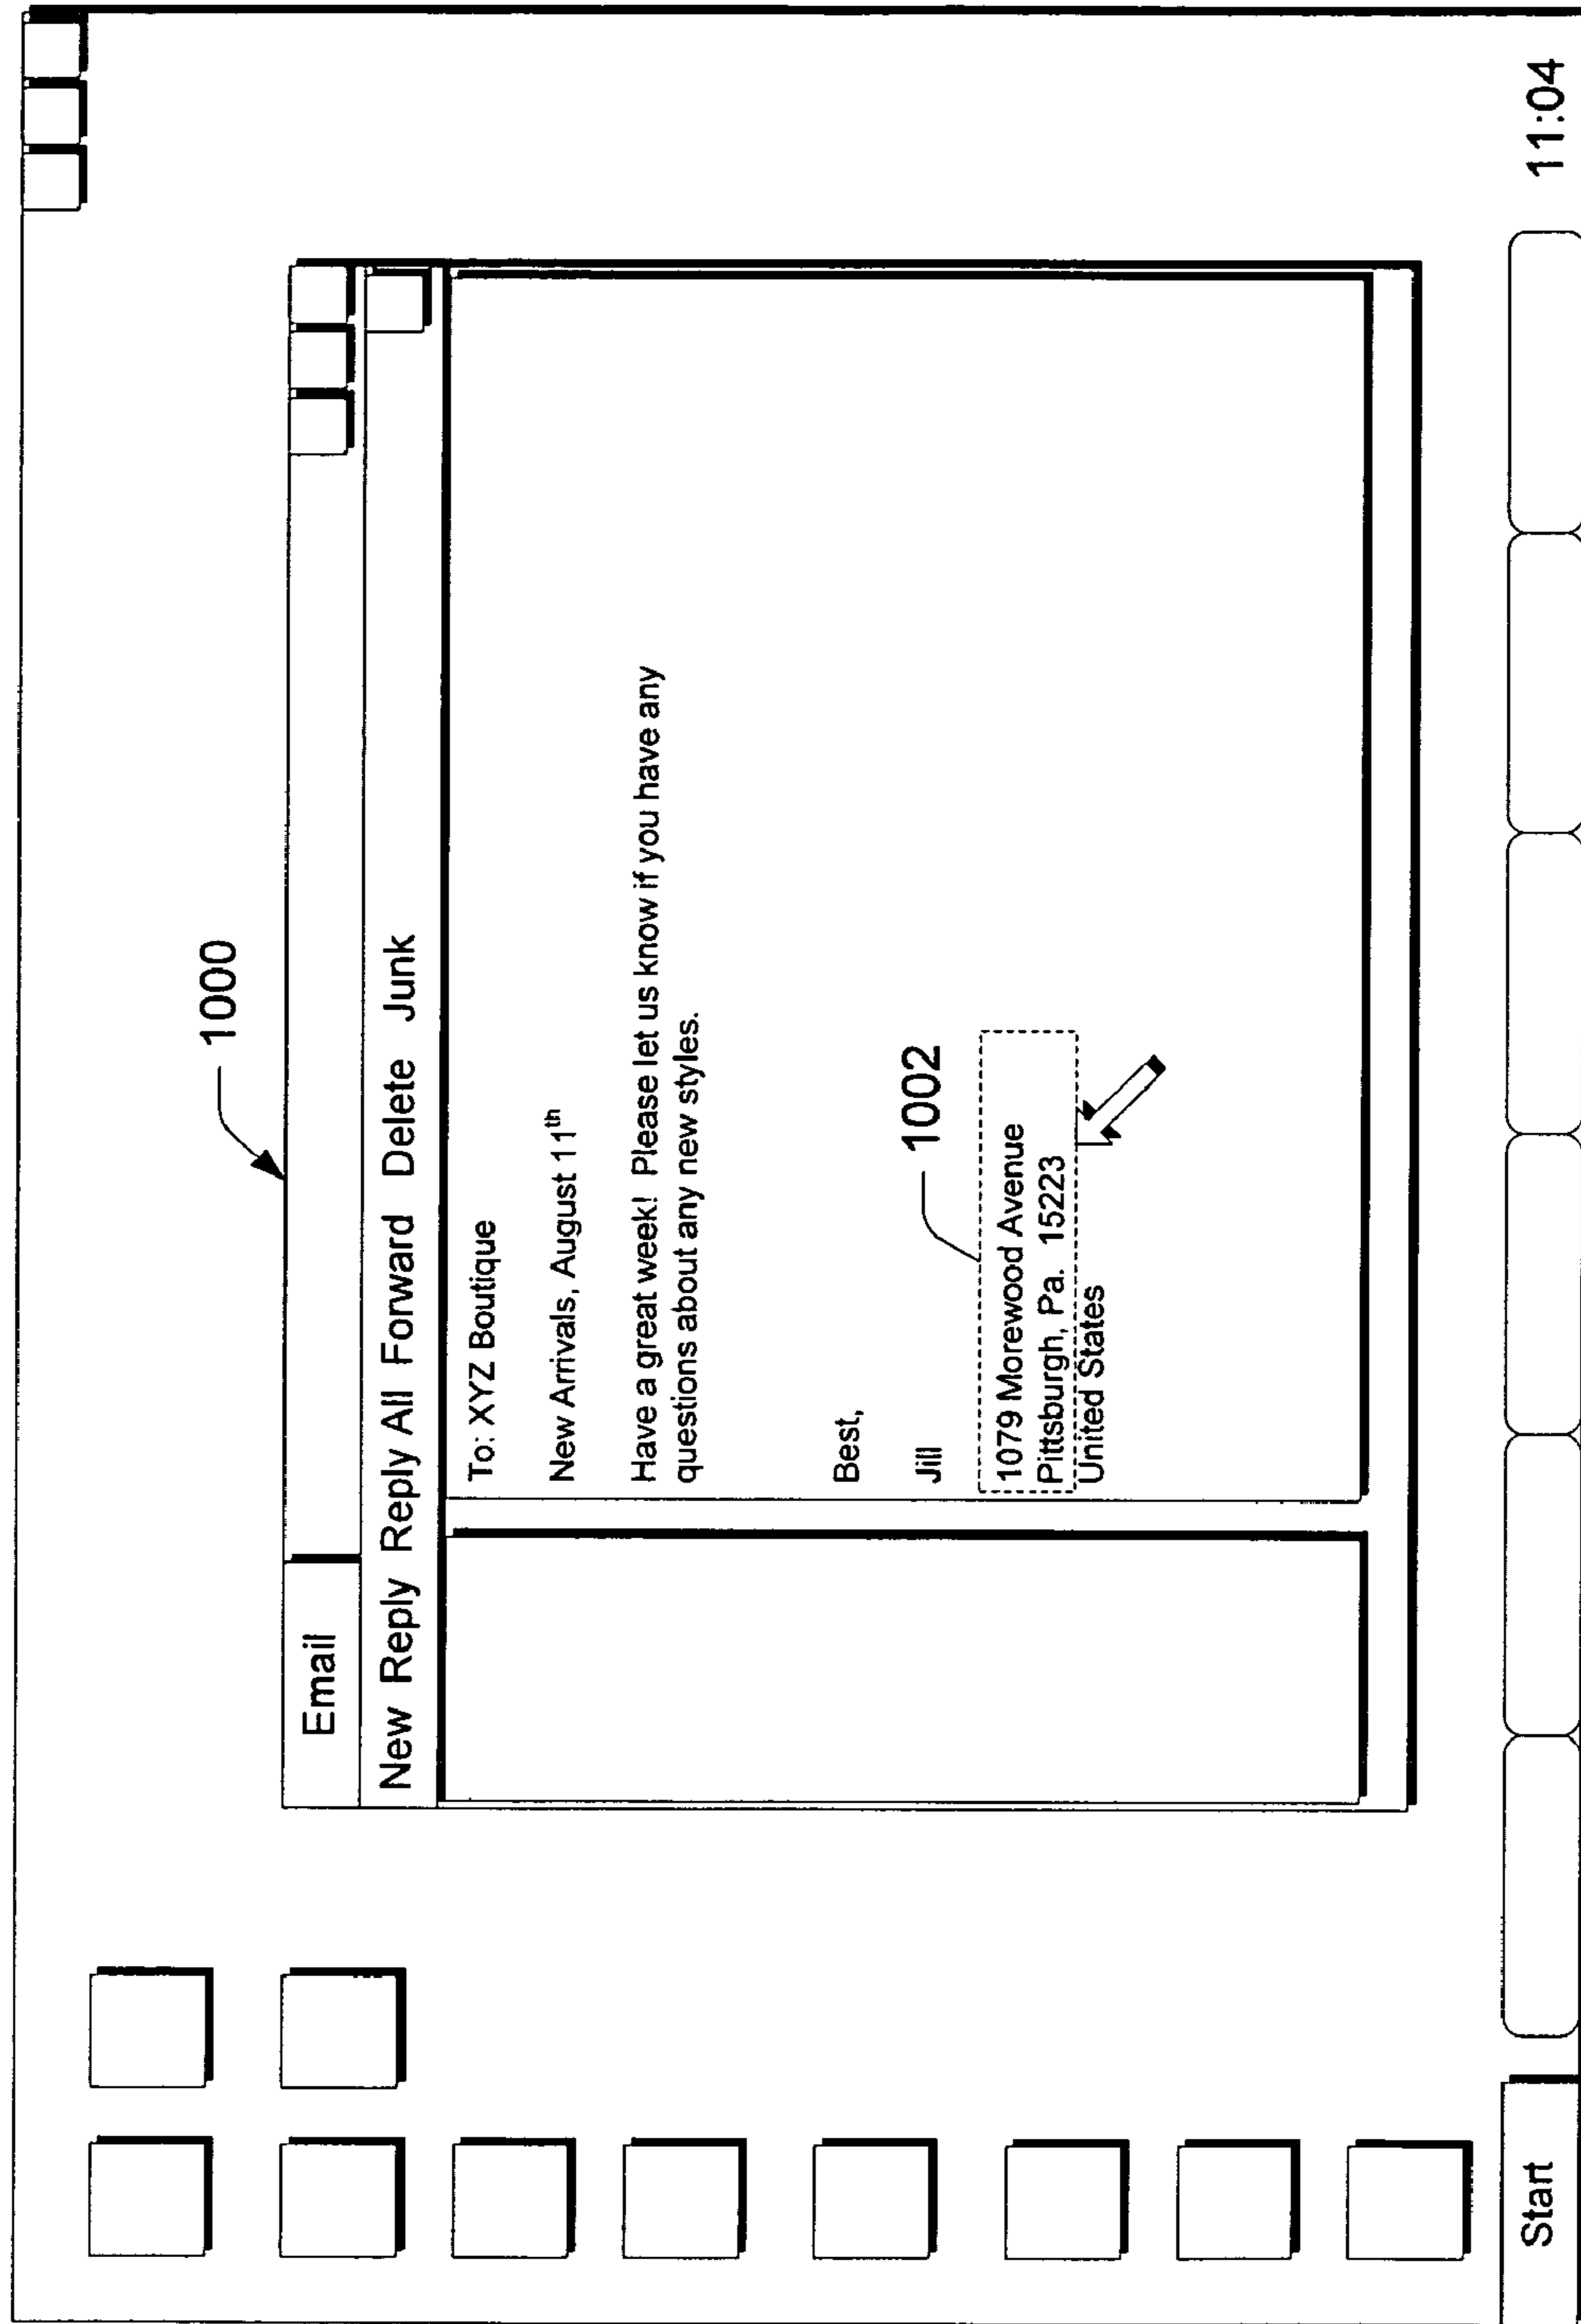 1000
Email
New Reply Reply All Forward Delete Junk
To: XYZ Boutique
New Arrivals, August 11th
Have a great week! Please let us know if you have any
questions about any new styles.
Best,
Jill
1002
1079 Morewood Avenue
Pittsburgh, Pa. 15223
United States
Start
11:04